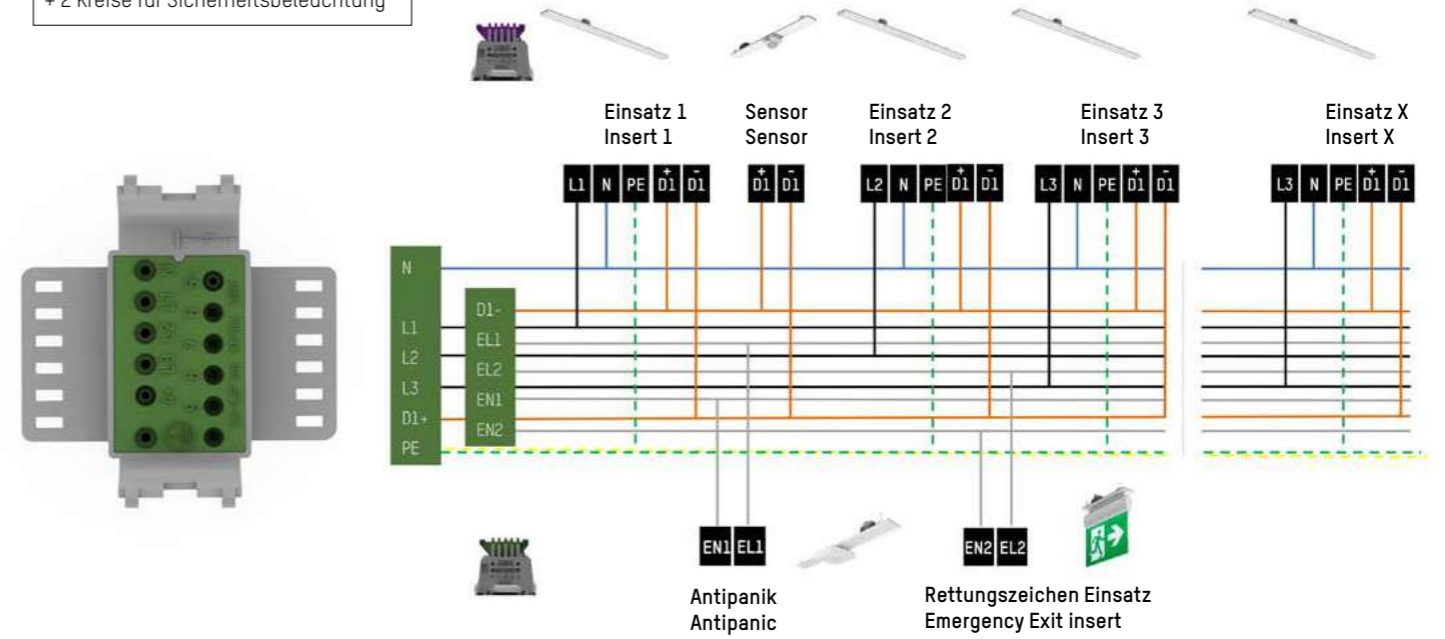 + 2 Kreise für Sicherheitsbeleuchtung
Einsatz 1
Insert 1
Sensor
Sensor
Einsatz 2
Insert 2
Einsatz 3
Insert 3
Einsatz X
Insert X
L1 N PE + D1 - D1
+ D1 - D1
L2 N PE + D1 - D1
L3 N PE + D1 - D1
L3 N PE + D1 - D1
N
L1
L2
L3
D1+
PE
D1-
EL1
EL2
EN1
EN2
EN1 EL1
EN2 EL2
Antipanik
Antipanic
Rettungszeichen Einsatz
Emergency Exit insert